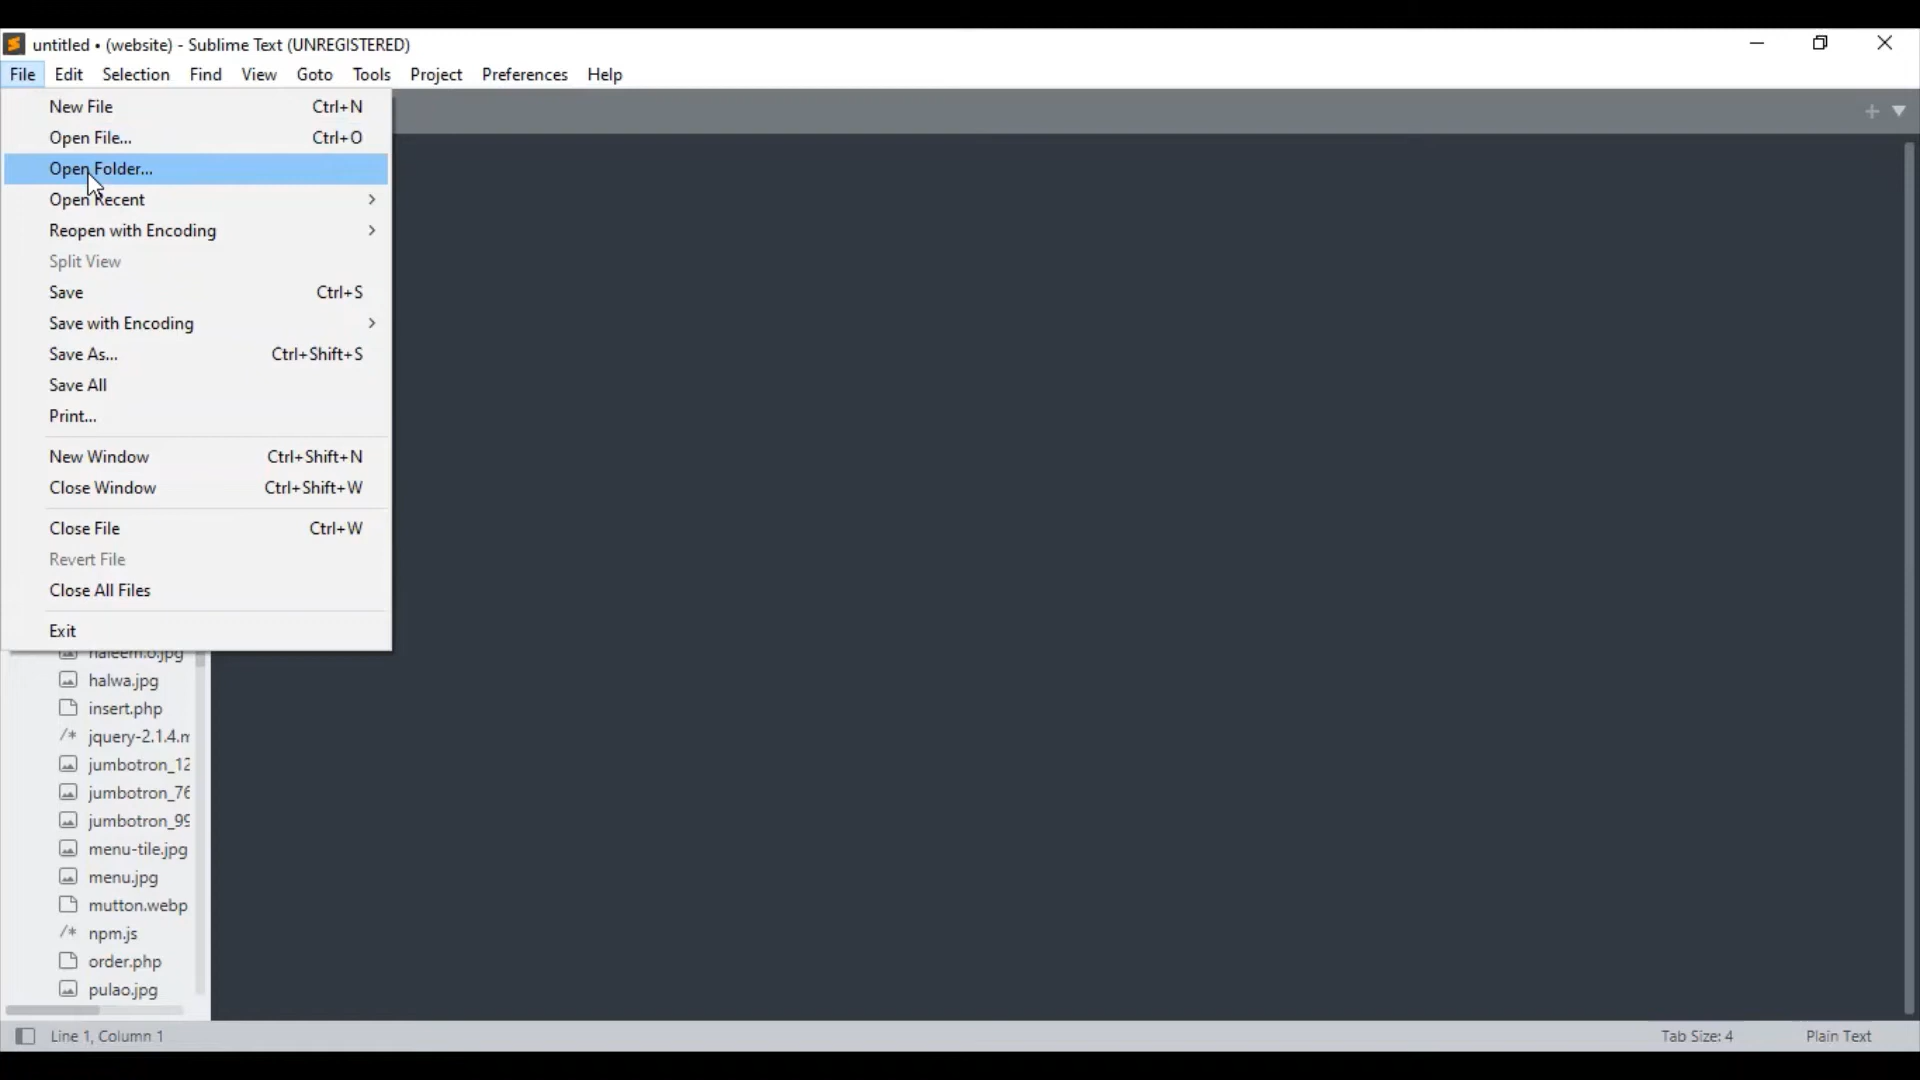 untitled • (website) - Sublime Text (UNREGISTERED)
File Edit Selection Find View Goto Tools Project Preferences Help
New File Ctrl+N
Open File... Ctrl+O
Open Folder...
Open Recent
Reopen with Encoding
Split View
Save Ctrl+S
Save with Encoding
Save As... Ctrl+Shift+S
Save All
Print...
New Window Ctrl+Shift+N
Close Window Ctrl+Shift+W
Close File Ctrl+W
Revert File
Close All Files
Exit
haleem.o.jpg
halwa.jpg
insert.php
/* jquery-2.1.4.m
jumbotron_12
jumbotron_76
jumbotron_99
menu-tile.jpg
menu.jpg
mutton.webp
/* npm.js
order.php
pulao.jpg
Line 1, Column 1 Tab Size: 4 Plain Text